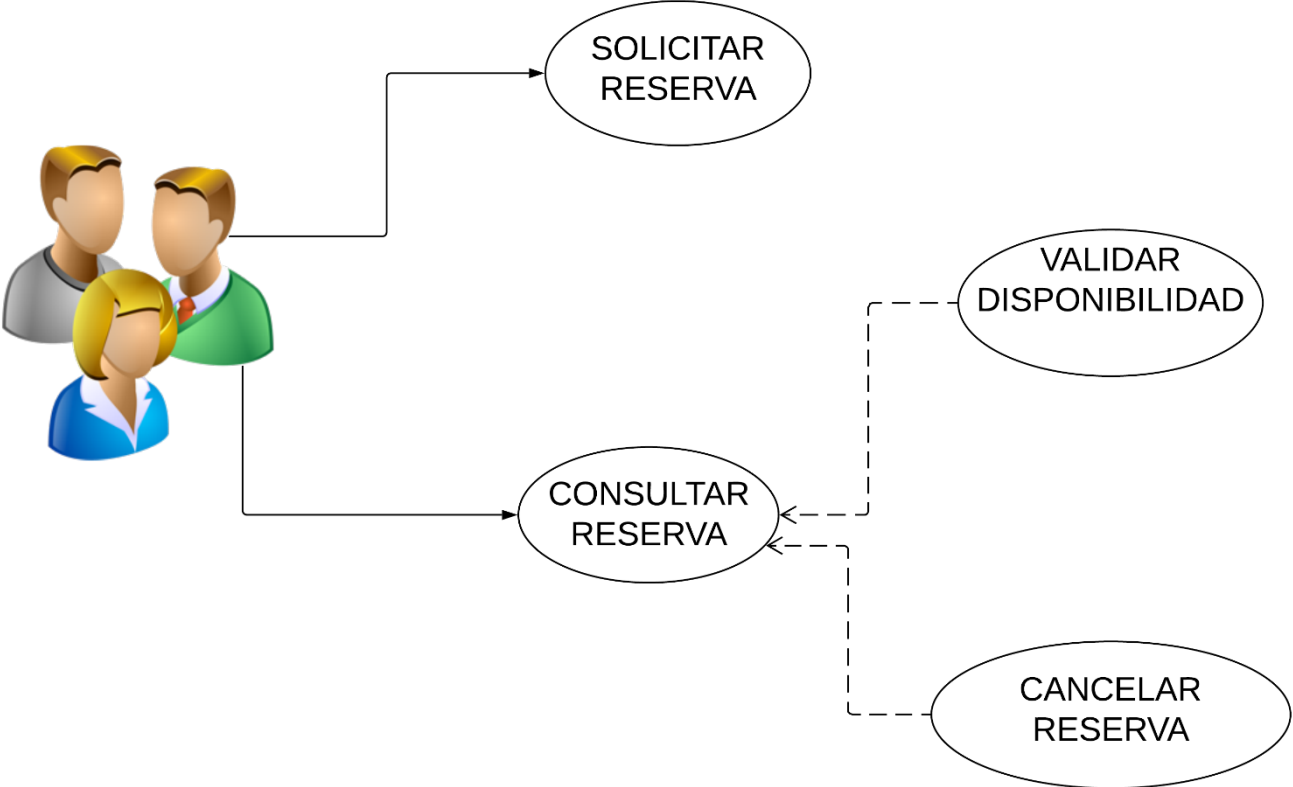 SOLICITAR
RESERVA
VALIDAR
DISPONIBILIDAD
CONSULTAR
RESERVA
CANCELAR
RESERVA